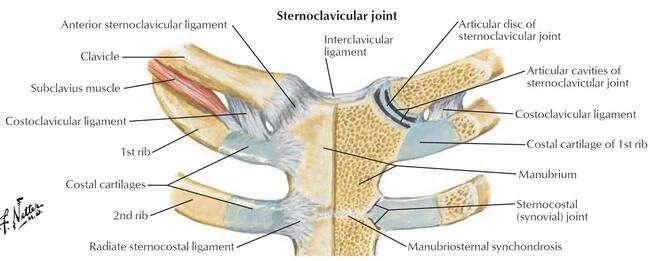 Sternoclavicular joint
Anterior sternoclavicular ligament
Clavicle
Subclavius muscle
Costoclavicular ligament
1st rib
Costal cartilages
2nd rib
Radiate sternocostal ligament
Interclavicular
ligament
Articular disc of
sternoclavicular joint
Articular cavities of
sternoclavicular joint
Costoclavicular ligament
Costal cartilage of 1st rib
Manubrium
Sternocostal
(synovial) joint
Manubriosternal synchondrosis
F. Netter
M.D.